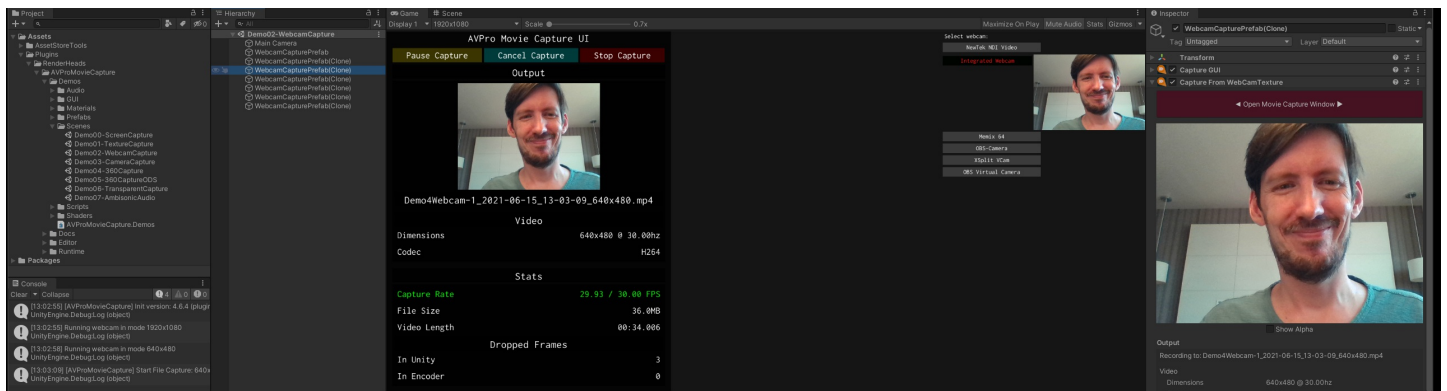 Project
All
Assets
AssetStoreTools
Plugins
RenderHeads
AVProMovieCapture
Demos
Audio
GUI
Materials
Prefabs
Scenes
Demo00-ScreenCapture
Demo01-TextureCapture
Demo02-WebcamCapture
Demo03-CameraCapture
Demo04-360Capture
Demo05-360CaptureODS
Demo06-TransparentCapture
Demo07-AmbisonicAudio
Scripts
Shaders
AVProMovieCapture.Demos
Docs
Editor
Runtime
Packages
Console
Clear Collapse 4 0 0
[13:02:55] [AVProMovieCapture] Init version: 4.6.4 (plugin
UnityEngine.Debug:Log (object)
[13:02:55] Running webcam in mode 1920x1080
UnityEngine.Debug:Log (object)
[13:02:58] Running webcam in mode 640x480
UnityEngine.Debug:Log (object)
[13:03:09] [AVProMovieCapture] Start File Capture: 640x
UnityEngine.Debug:Log (object)
Hierarchy
Demo02-WebcamCapture
Main Camera
WebcamCapturePrefab
WebcamCapturePrefab(Clone)
WebcamCapturePrefab(Clone)
WebcamCapturePrefab(Clone)
WebcamCapturePrefab(Clone)
WebcamCapturePrefab(Clone)
WebcamCapturePrefab(Clone)
Game Scene
Display 1 1920x1080 Scale 0.7x Maximize On Play Mute Audio Stats Gizmos
AVPro Movie Capture UI
Pause Capture Cancel Capture Stop Capture
Output
Demo4Webcam-1_2021-06-15_13-03-09_640x480.mp4
Video
Dimensions 640x480 @ 30.00hz
Codec H264
Stats
Capture Rate 29.93 / 30.00 FPS
File Size 36.0MB
Video Length 00:34.006
Dropped Frames
In Unity 3
In Encoder 0
Select webcam:
NewTek NDI Video
Integrated Webcam
Memix 64
OBS-Camera
XSplit VCam
OBS Virtual Camera
Inspector
WebcamCapturePrefab(Clone) Static
Tag Untagged Layer Default
Transform
Capture GUI
Capture From WebCamTexture
◀ Open Movie Capture Window ▶
Show Alpha
Output
Recording to: Demo4Webcam-1_2021-06-15_13-03-09_640x480.mp4
Video
Dimensions 640x480 @ 30.00hz